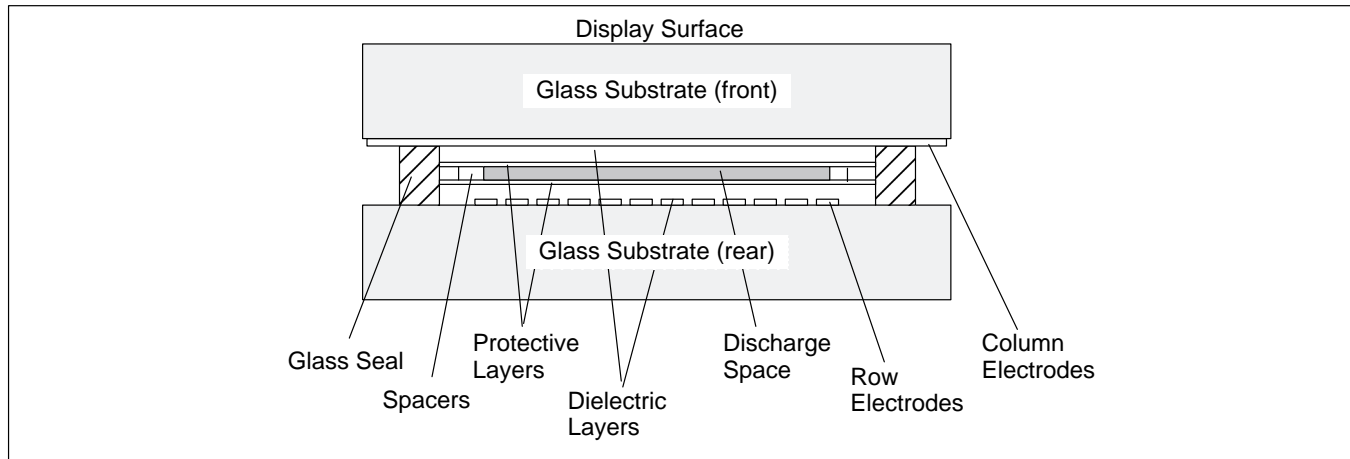 Display Surface
Glass Substrate (front)
Glass Substrate (rear)
Glass Seal
Spacers
Protective
Layers
Dielectric
Layers
Discharge
Space
Row
Electrodes
Column
Electrodes